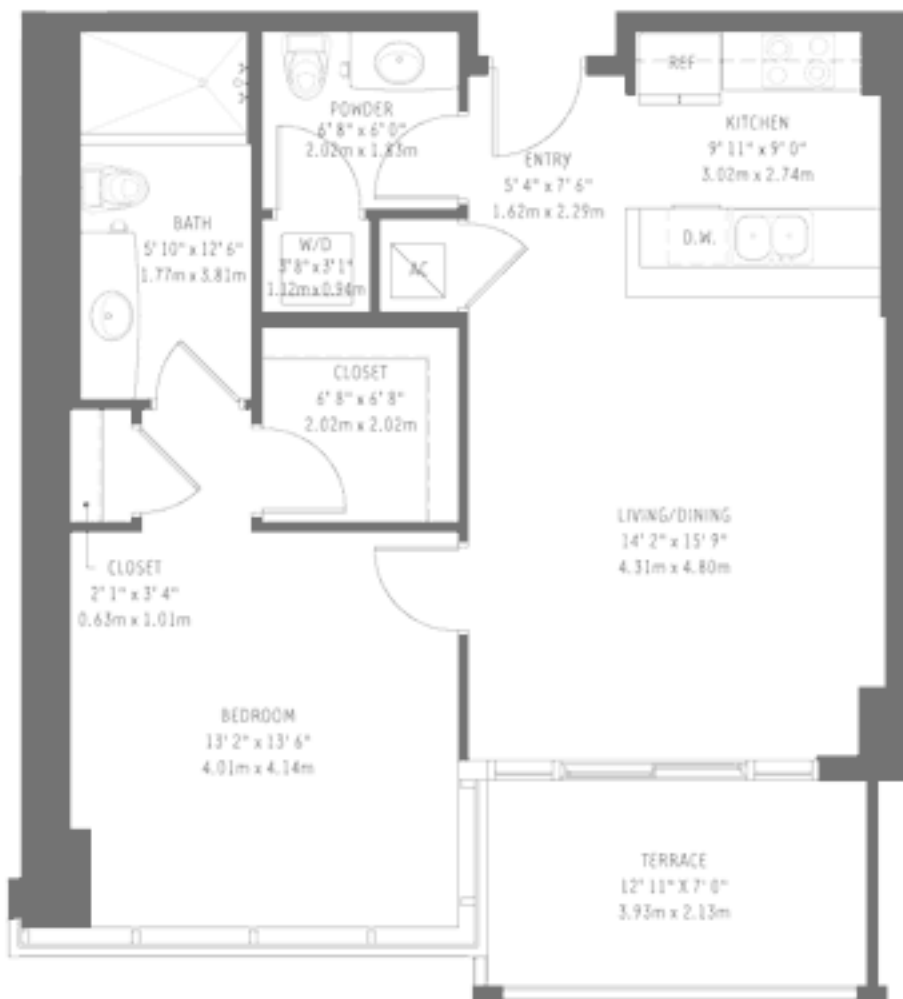 REF
POWDER
6' 8" x 6' 0"
2.02m x 1.83m
KITCHEN
9' 11" x 9' 0"
3.02m x 2.74m
ENTRY
5' 4" x 7' 6"
1.62m x 2.29m
BATH
5' 10" x 12' 6"
1.77m x 3.81m
W/D
3'8" x 3'1"
1.12m x 0.94m
AC
D.W.
CLOSET
6' 8" x 6' 8"
2.02m x 2.02m
LIVING/DINING
14' 2" x 15' 9"
4.31m x 4.80m
CLOSET
2' 1" x 3' 4"
0.63m x 1.01m
BEDROOM
13' 2" x 13' 6"
4.01m x 4.14m
TERRACE
12' 11" X 7' 0"
3.93m x 2.13m